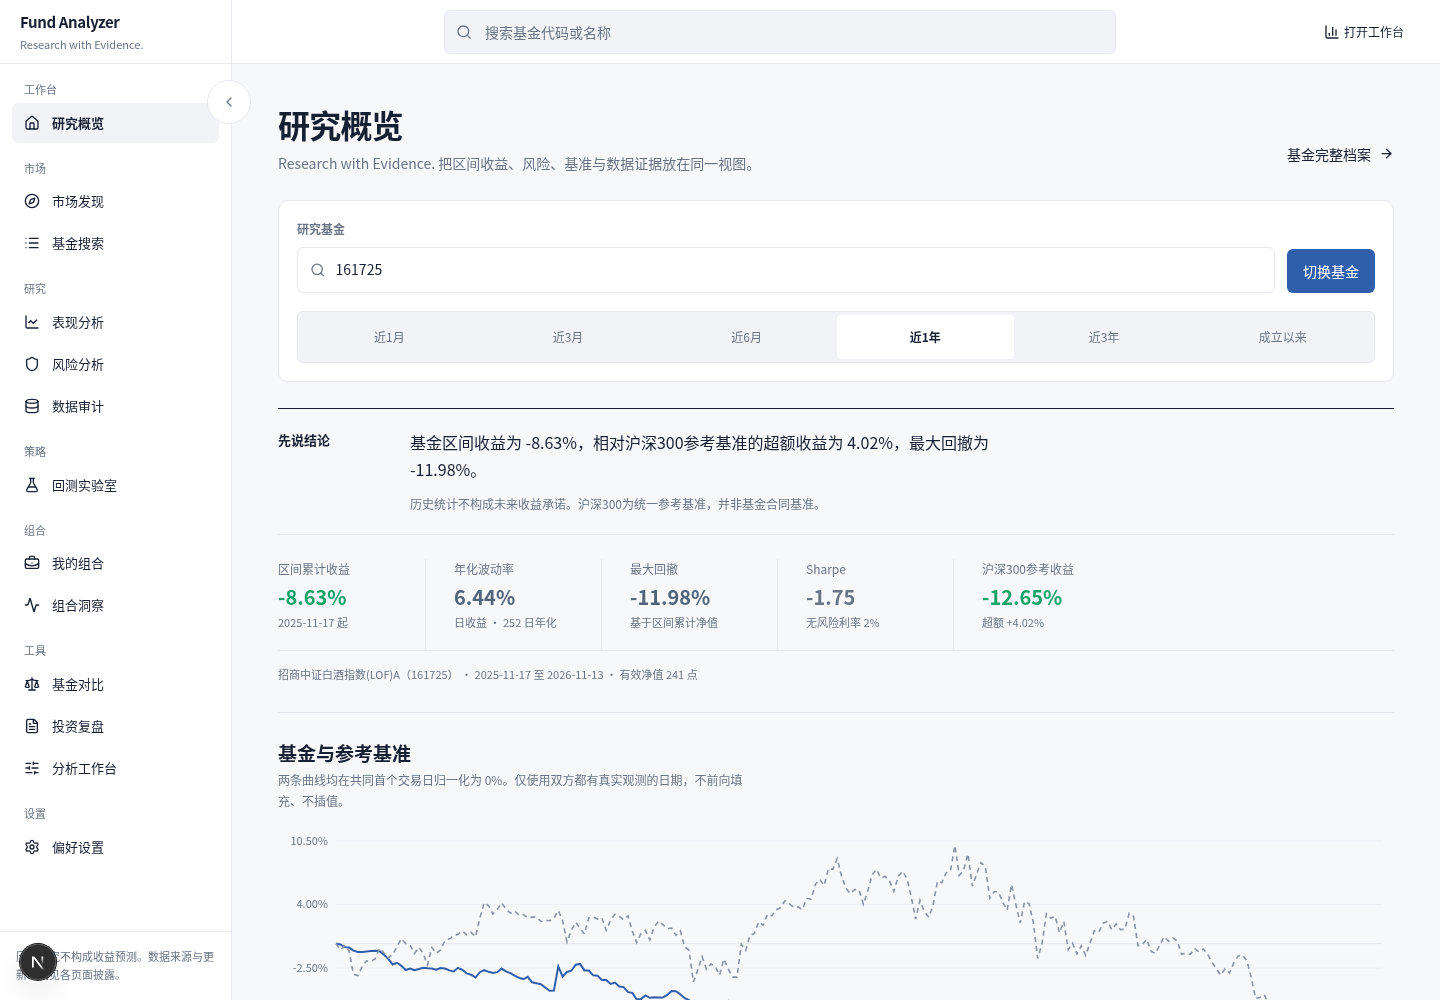 Fund Analyzer
Research with Evidence.
搜索基金代码或名称
打开工作台
工作台
研究概览
市场
市场发现
基金搜索
研究
表现分析
风险分析
数据审计
策略
回测实验室
组合
我的组合
组合洞察
工具
基金对比
投资复盘
分析工作台
设置
偏好设置
不构成收益预测。数据来源与更
见各页面披露。
N
研究概览
Research with Evidence. 把区间收益、风险、基准与数据证据放在同一视图。
基金完整档案
研究基金
161725
切换基金
近1月
近3月
近6月
近1年
近3年
成立以来
先说结论
基金区间收益为 -8.63%，相对沪深300参考基准的超额收益为 4.02%，最大回撤为
-11.98%。
历史统计不构成未来收益承诺。沪深300为统一参考基准，并非基金合同基准。
区间累计收益
-8.63%
2025-11-17 起
年化波动率
6.44%
日收益 · 252 日年化
最大回撤
-11.98%
基于区间累计净值
Sharpe
-1.75
无风险利率 2%
沪深300参考收益
-12.65%
超额 +4.02%
招商中证白酒指数(LOF)A（161725） · 2025-11-17 至 2026-11-13 · 有效净值 241 点
基金与参考基准
两条曲线均在共同首个交易日归一化为 0%。仅使用双方都有真实观测的日期，不前向填
充、不插值。
10.50%
4.00%
-2.50%